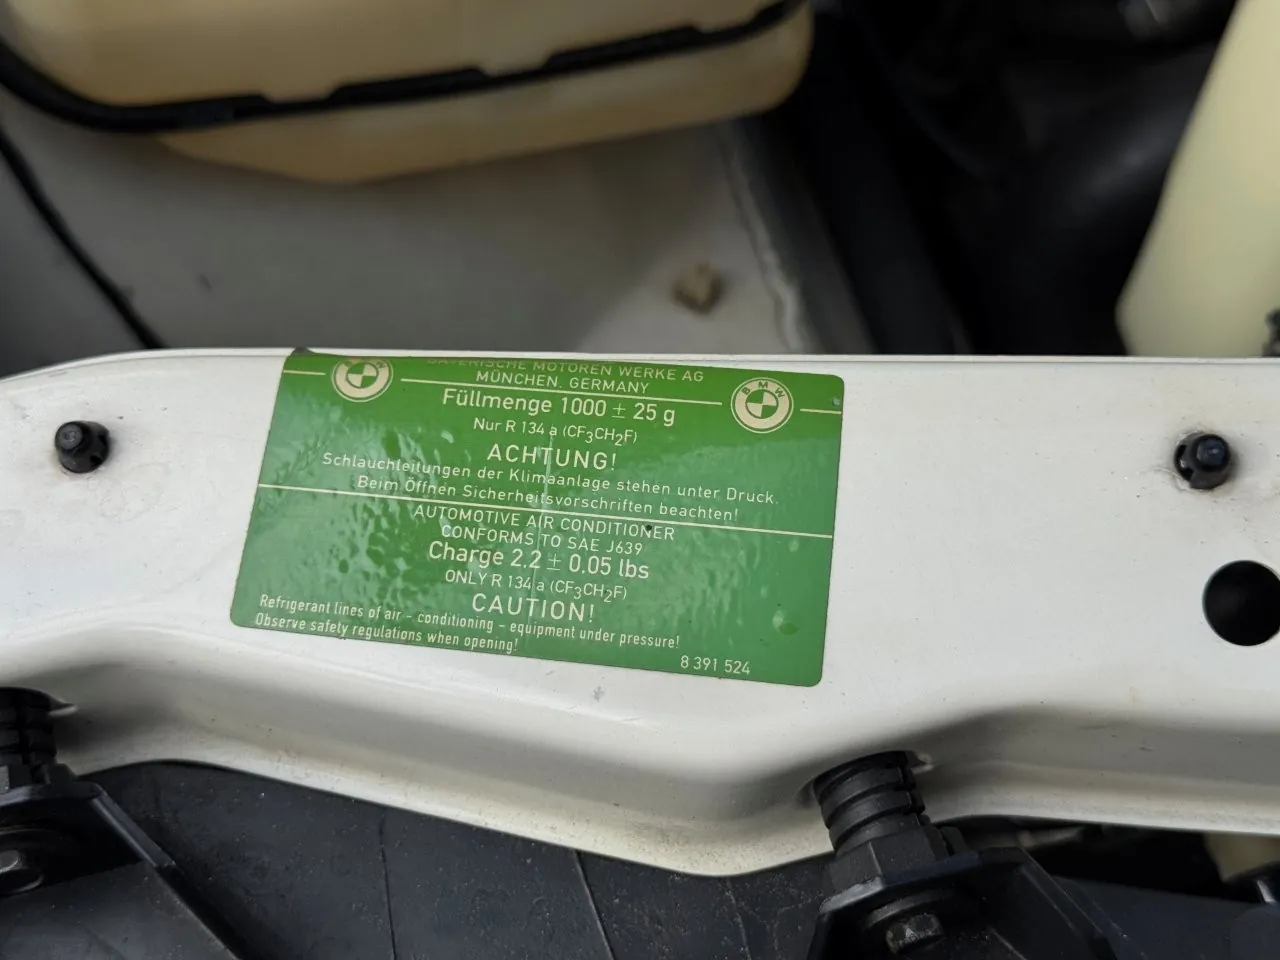 BAYERISCHE MOTOREN WERKE AG
MÜNCHEN, GERMANY
BMW
Füllmenge 1000 ± 25 g
Nur R 134 a (CF3CH2F)
ACHTUNG!
Schlauchleitungen der Klimaanlage stehen unter Druck.
Beim Öffnen Sicherheitsvorschriften beachten!
AUTOMOTIVE AIR CONDITIONER
CONFORMS TO SAE J639
Charge 2.2 ± 0.05 lbs
ONLY R 134 a (CF3CH2F)
CAUTION!
Refrigerant lines of air - conditioning - equipment under pressure!
Observe safety regulations when opening!
8 391 524